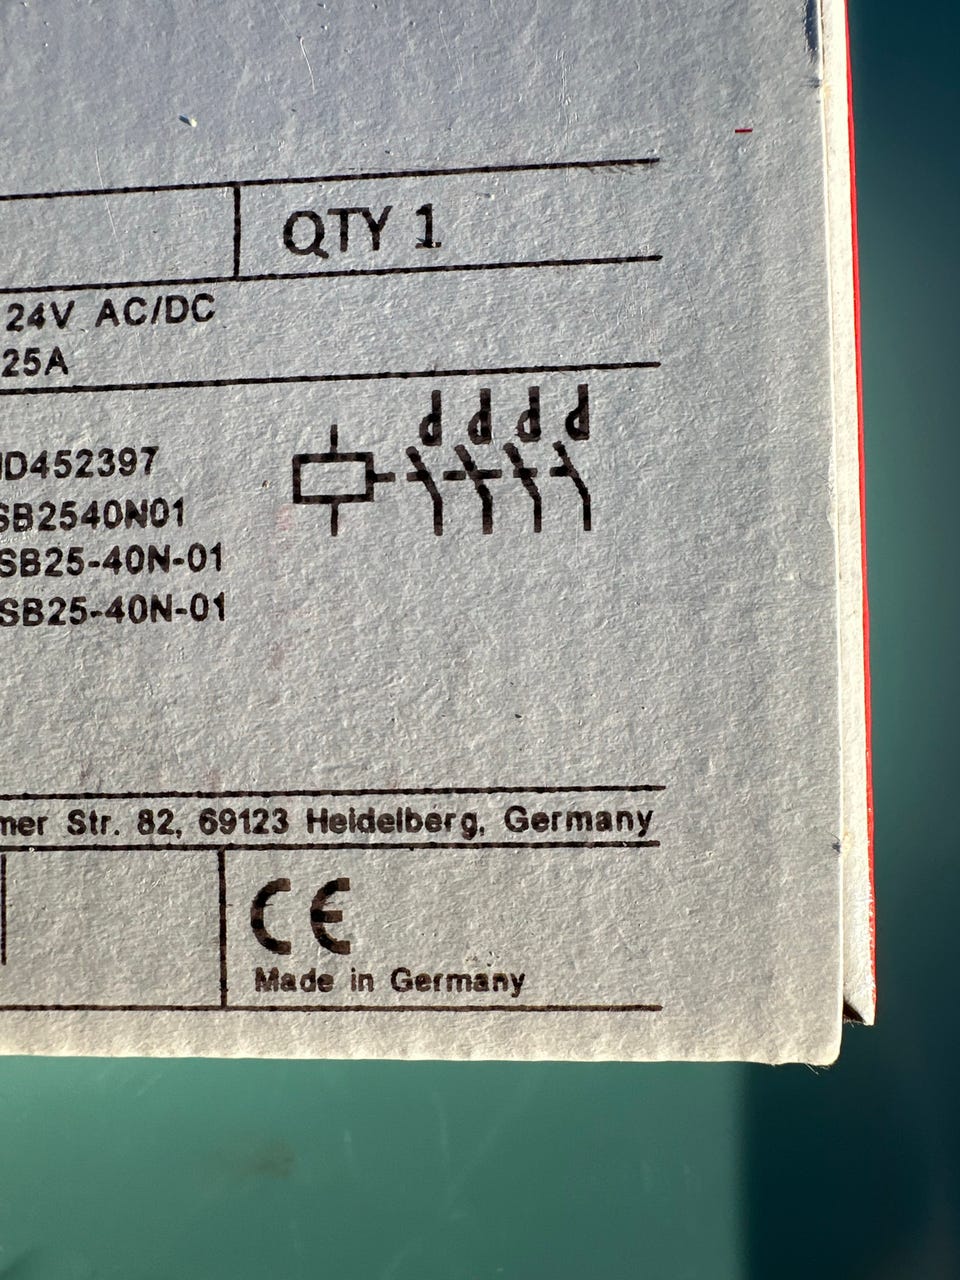 QTY 1
24V AC/DC
25A
D452397
SB2540N01
SB25-40N-01
SB25-40N-01
mer Str. 82, 69123 Heidelberg, Germany
CE
Made in Germany